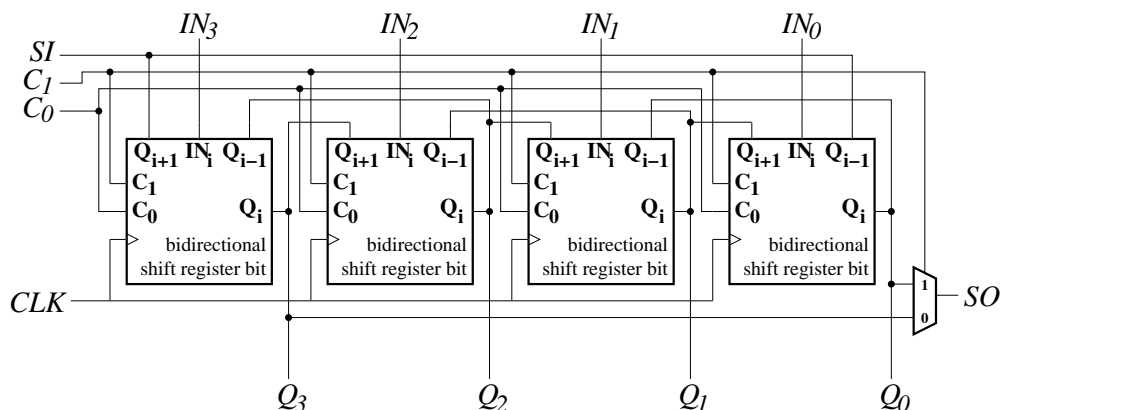 IN3 IN2 IN1 IN0
SI
C1
C0
Qi+1 INi Qi−1 Qi+1 INi Qi−1 Qi+1 INi Qi−1 Qi+1 INi Qi−1
C1 C1 C1 C1
C0 Qi C0 Qi C0 Qi C0 Qi
bidirectional bidirectional bidirectional bidirectional
shift register bit shift register bit shift register bit shift register bit
1
CLK SO
0
Q3 Q2 Q1 Q0